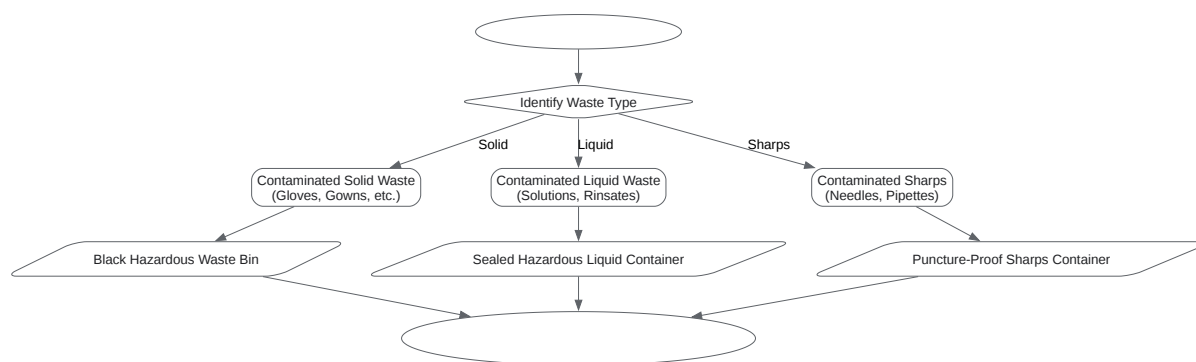 Identify Waste Type
Solid
Liquid
Sharps
Contaminated Solid Waste
(Gloves, Gowns, etc.)
Contaminated Liquid Waste
(Solutions, Rinsates)
Contaminated Sharps
(Needles, Pipettes)
Black Hazardous Waste Bin
Sealed Hazardous Liquid Container
Puncture-Proof Sharps Container